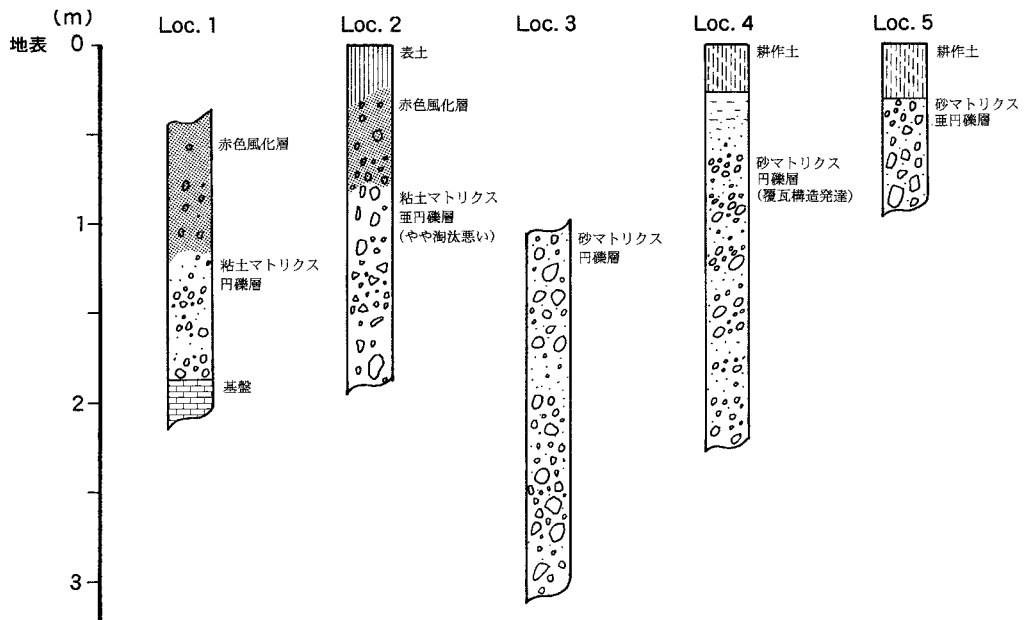 (m)
地表 0
1
2
3
Loc. 1
赤色風化層
粘土マトリクス
円礫層
基盤
Loc. 2
表土
赤色風化層
粘土マトリクス
亜円礫層
(やや淘汰悪い)
Loc. 3
砂マトリクス
円礫層
Loc. 4
耕作土
砂マトリクス
円礫層
(覆瓦構造発達)
Loc. 5
耕作土
砂マトリクス
亜円礫層